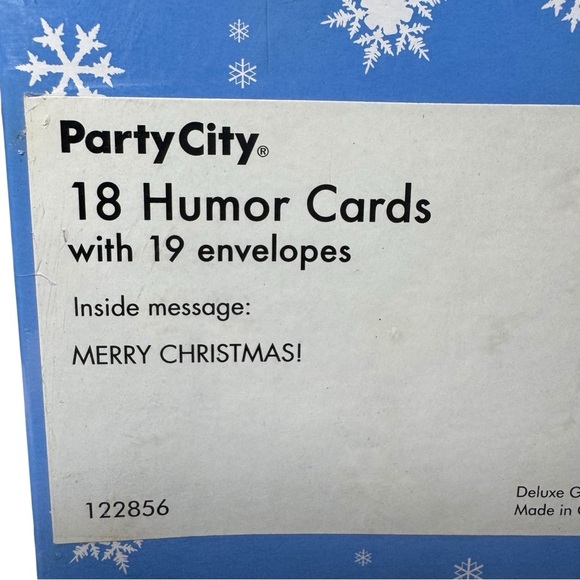 PartyCity®
18 Humor Cards
with 19 envelopes
Inside message:
MERRY CHRISTMAS!
122856
Deluxe
Made in